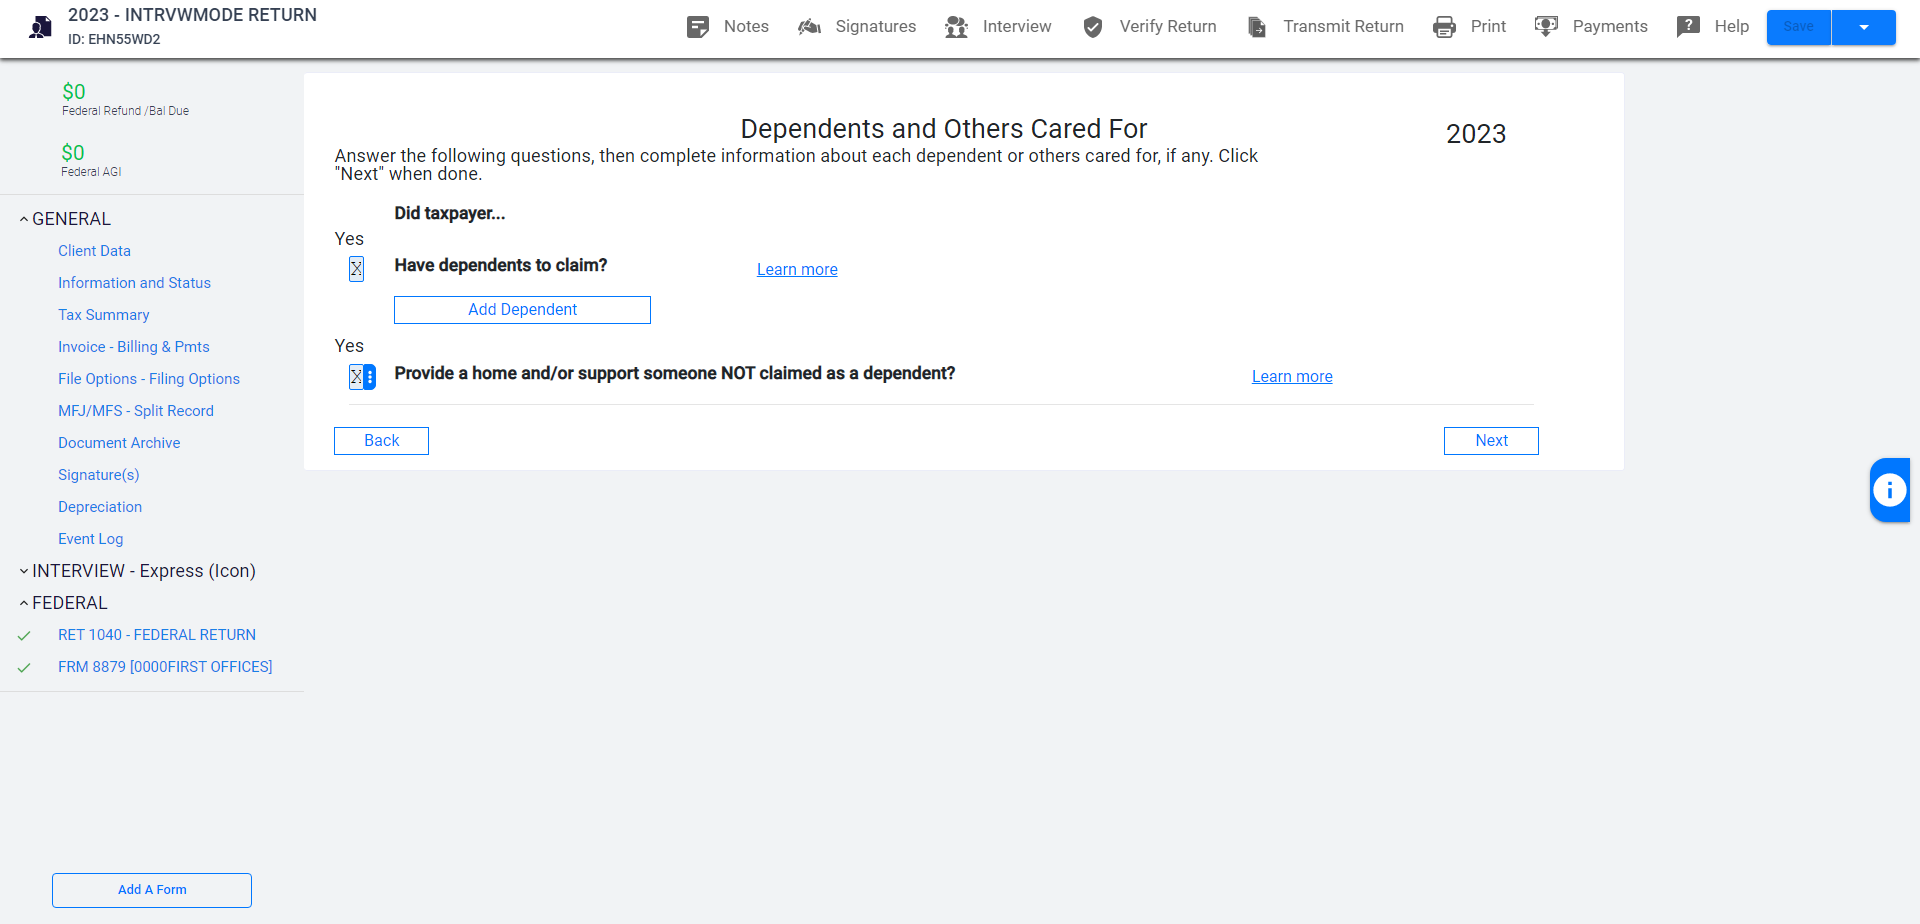 2023 - INTRVWMODE RETURN
ID: EHN55WD2
Notes
Signatures
Interview
Verify Return
Transmit Return
Print
Payments
Help
Save
$0
Federal Refund /Bal Due
$0
Federal AGI
GENERAL
Client Data
Information and Status
Tax Summary
Invoice - Billing & Pmts
File Options - Filing Options
MFJ/MFS - Split Record
Document Archive
Signature(s)
Depreciation
Event Log
INTERVIEW - Express (Icon)
FEDERAL
RET 1040 - FEDERAL RETURN
FRM 8879 [0000FIRST OFFICES]
Add A Form
Dependents and Others Cared For
2023
Answer the following questions, then complete information about each dependent or others cared for, if any. Click
"Next" when done.
Did taxpayer...
Yes
X Have dependents to claim? Learn more
Add Dependent
Yes
X Provide a home and/or support someone NOT claimed as a dependent? Learn more
Back
Next